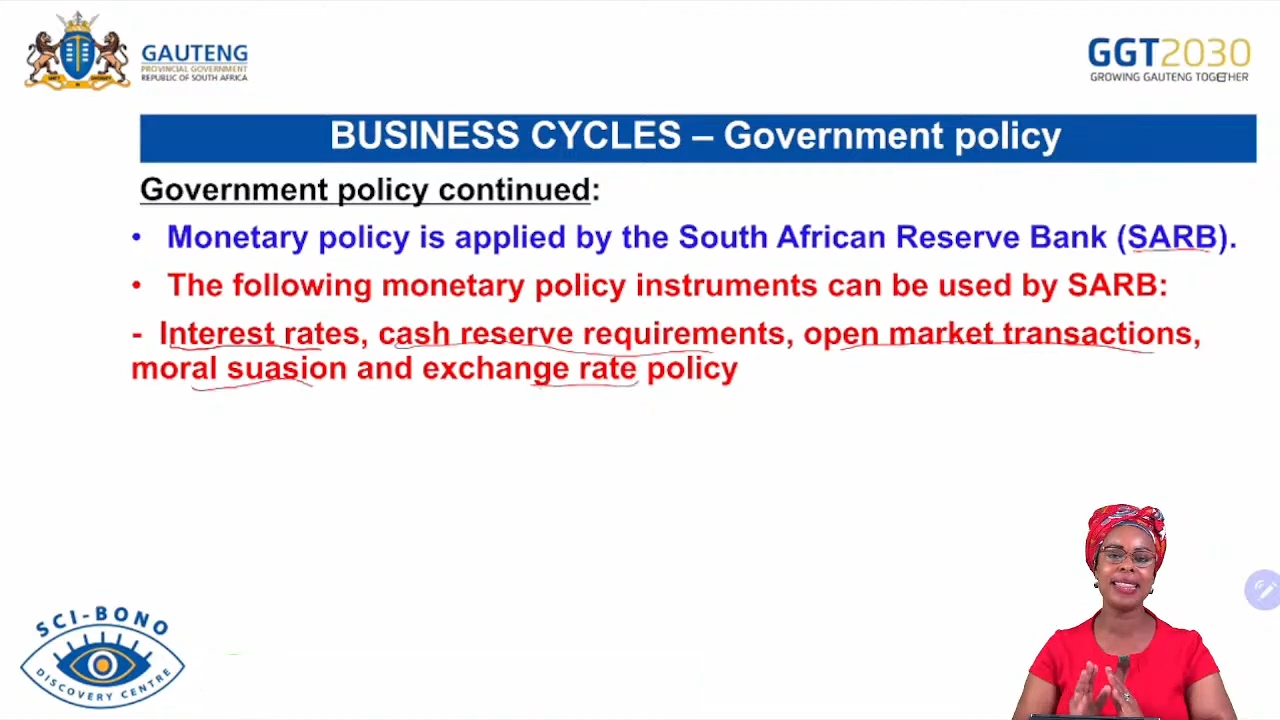 GAUTENG
PROVINCIAL GOVERNMENT
REPUBLIC OF SOUTH AFRICA
GGT2030
GROWING GAUTENG TOGETHER
BUSINESS CYCLES – Government policy
Government policy continued:
• Monetary policy is applied by the South African Reserve Bank (SARB).
• The following monetary policy instruments can be used by SARB:
- Interest rates, cash reserve requirements, open market transactions,
moral suasion and exchange rate policy
SCI-BONO
DISCOVERY CENTRE